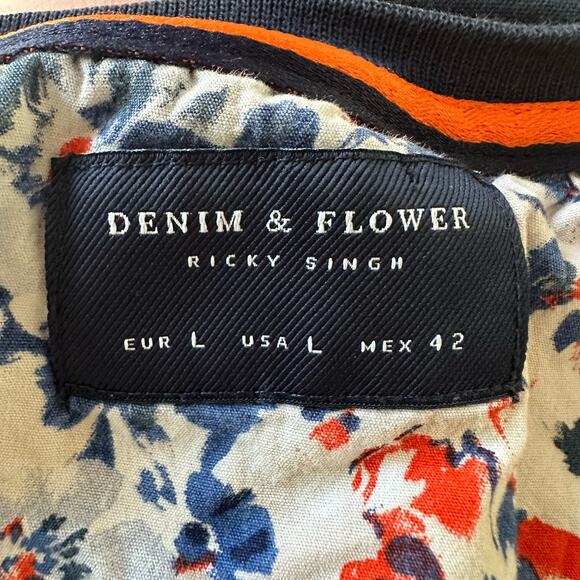 DENIM & FLOWER
RICKY SINGH
EUR L USA L MEX 42